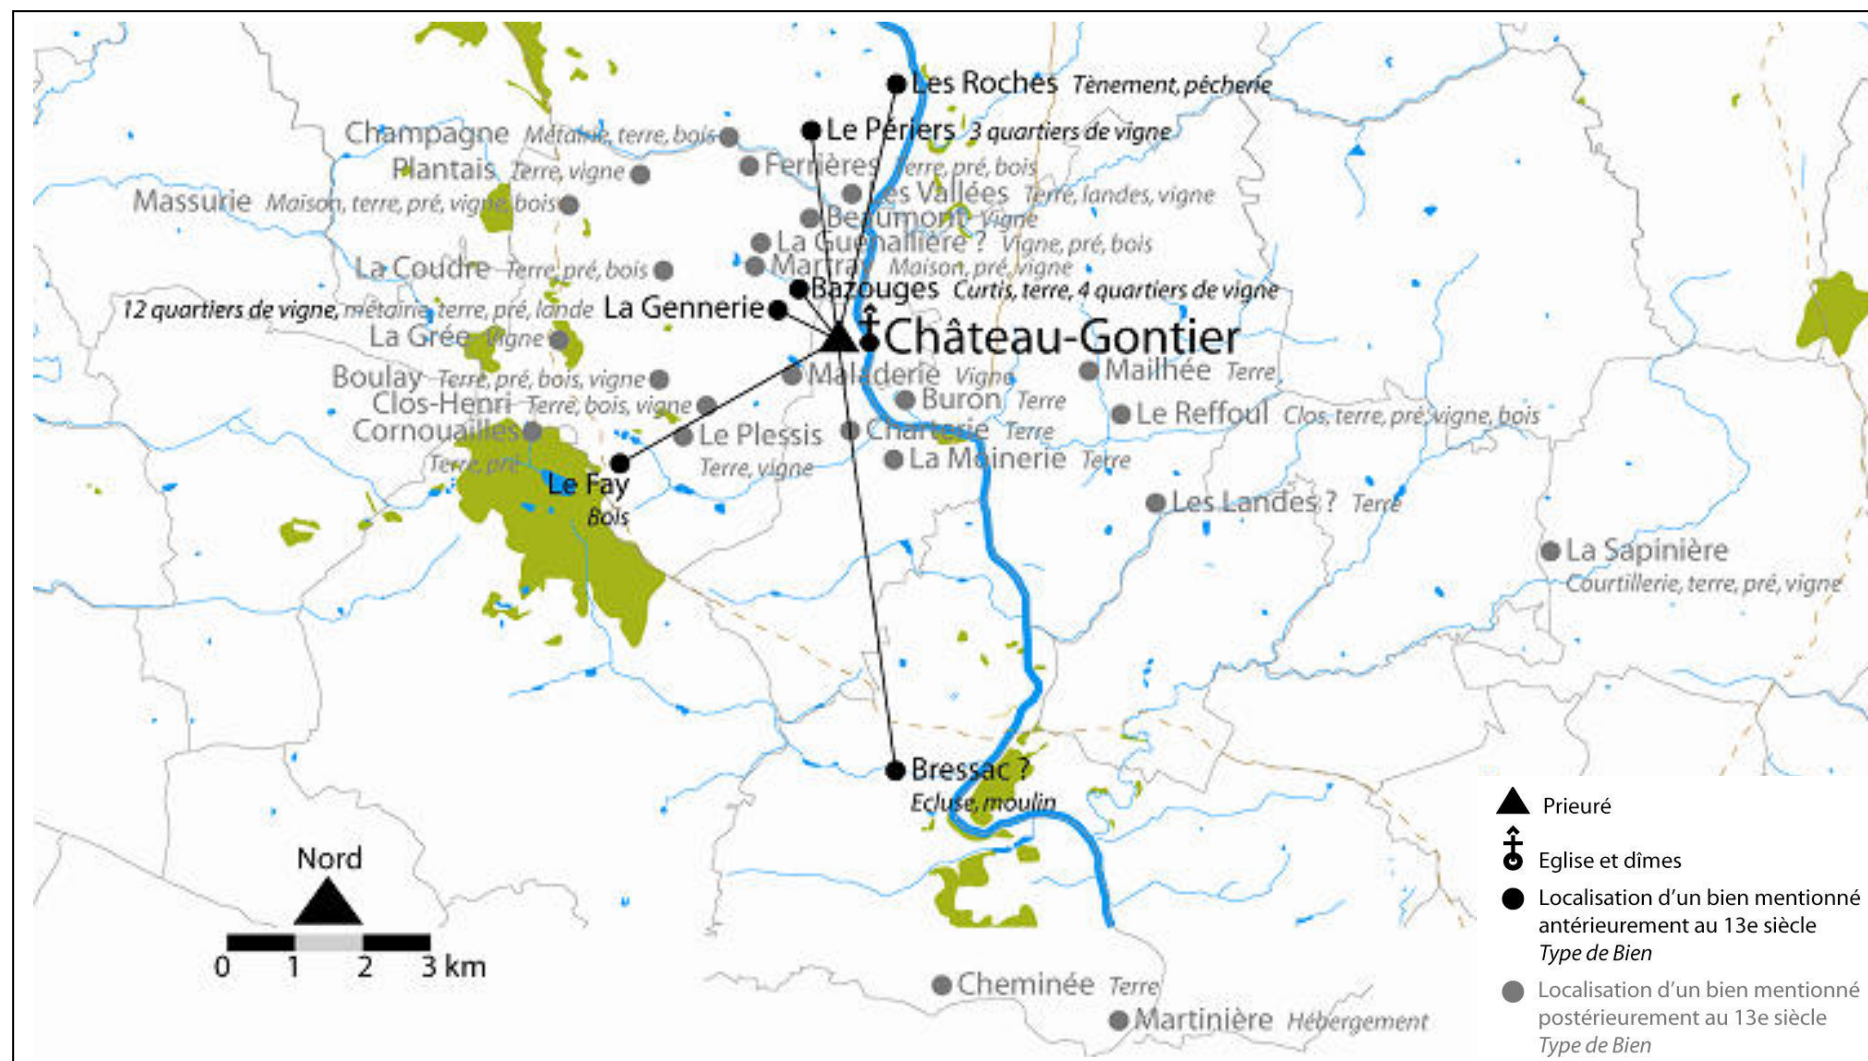 Les Roches Tènement, pêcherie
Le Périers 3 quartiers de vigne
Champagne Métairie, terre, bois
Ferrières Terre, pré, bois
Plantais Terre, vigne
Les Vallées Terre, landes, vigne
Massurie Maison, terre, pré, vigne, bois
Beaumont Vigne
La Guénallière ? Vigne, pré, bois
Martray Maison, pré, vigne
La Coudre Terre, pré, bois
Bazouges Curtis, terre, 4 quartiers de vigne
12 quartiers de vigne, métairie, terre, pré, lande La Gennerie
Château-Gontier
La Grée Vigne
Maladerie Vigne
Mailhée Terre
Boulay Terre, pré, bois, vigne
Clos-Henri Terre, bois, vigne
Buron Terre
Le Reffoul Clos, terre, pré, vigne, bois
Cornouailles
Terre, pré
Le Plessis
Terre, vigne
Charterie Terre
La Moinerie Terre
Le Fay
Bois
Les Landes ? Terre
La Sapinière
Courtillerie, terre, pré, vigne
Bressac ?
Ecluse, moulin
Cheminée Terre
Martinière Hébergement
Nord
0 1 2 3 km
Prieuré
Eglise et dîmes
Localisation d'un bien mentionné
antérieurement au 13e siècle
Type de Bien
Localisation d'un bien mentionné
postérieurement au 13e siècle
Type de Bien